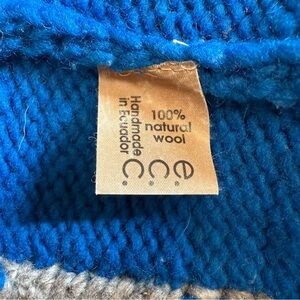 100%
natural
wool
e.c.c.
Handmade
in Ecuador